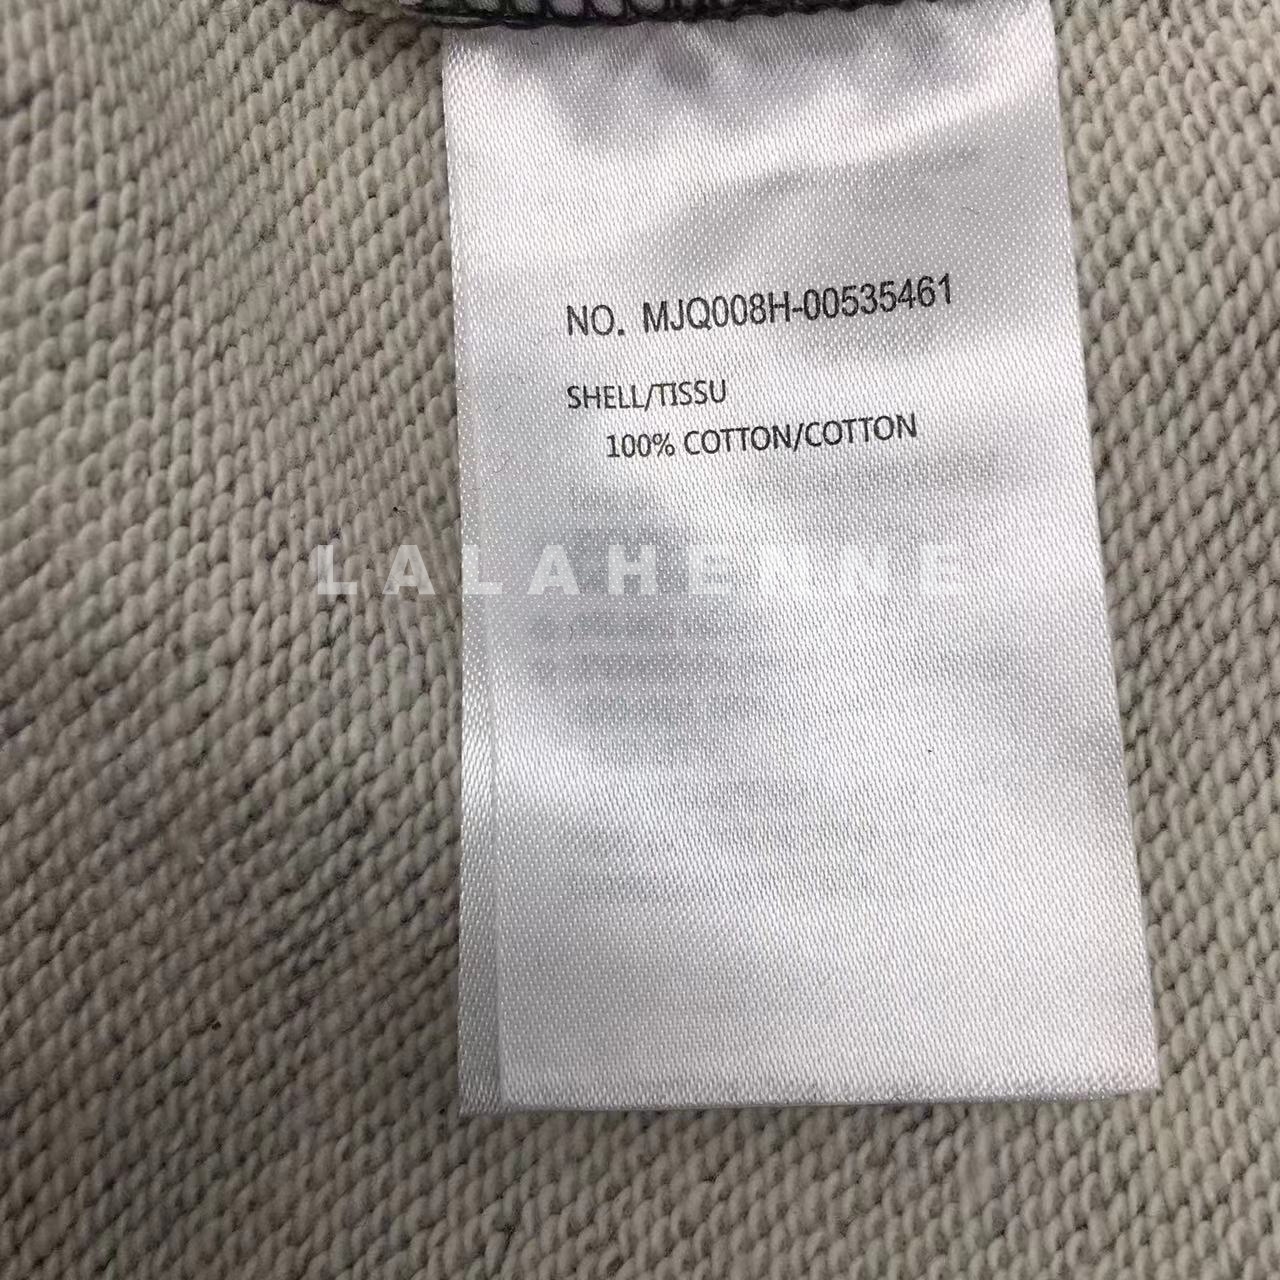 NO. MJQ008H-00535461
SHELL/TISSU
100% COTTON/COTTON
LALAHENNE